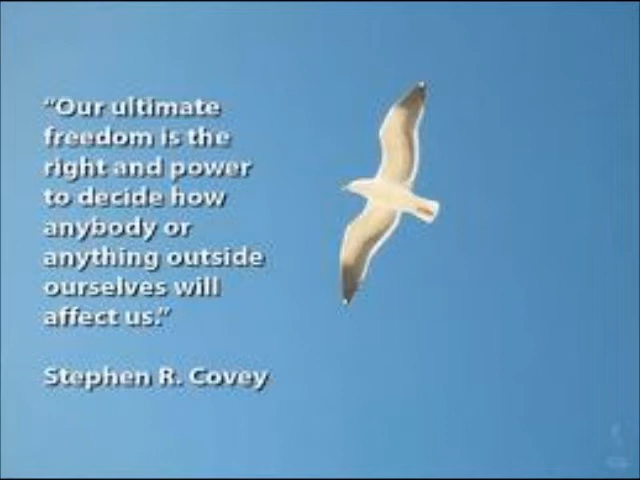 “Our ultimate
freedom is the
right and power
to decide how
anybody or
anything outside
ourselves will
affect us.”
Stephen R. Covey